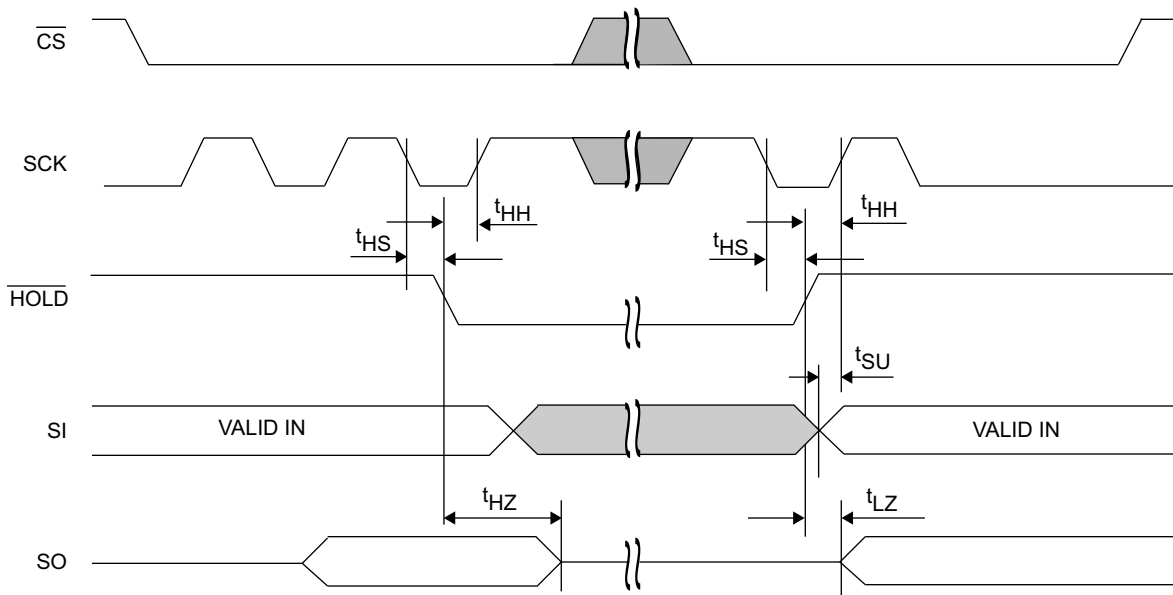 CS
SCK
tHH
tHH
tHS
tHS
HOLD
tSU
SI
VALID IN
VALID IN
tHZ
tLZ
SO